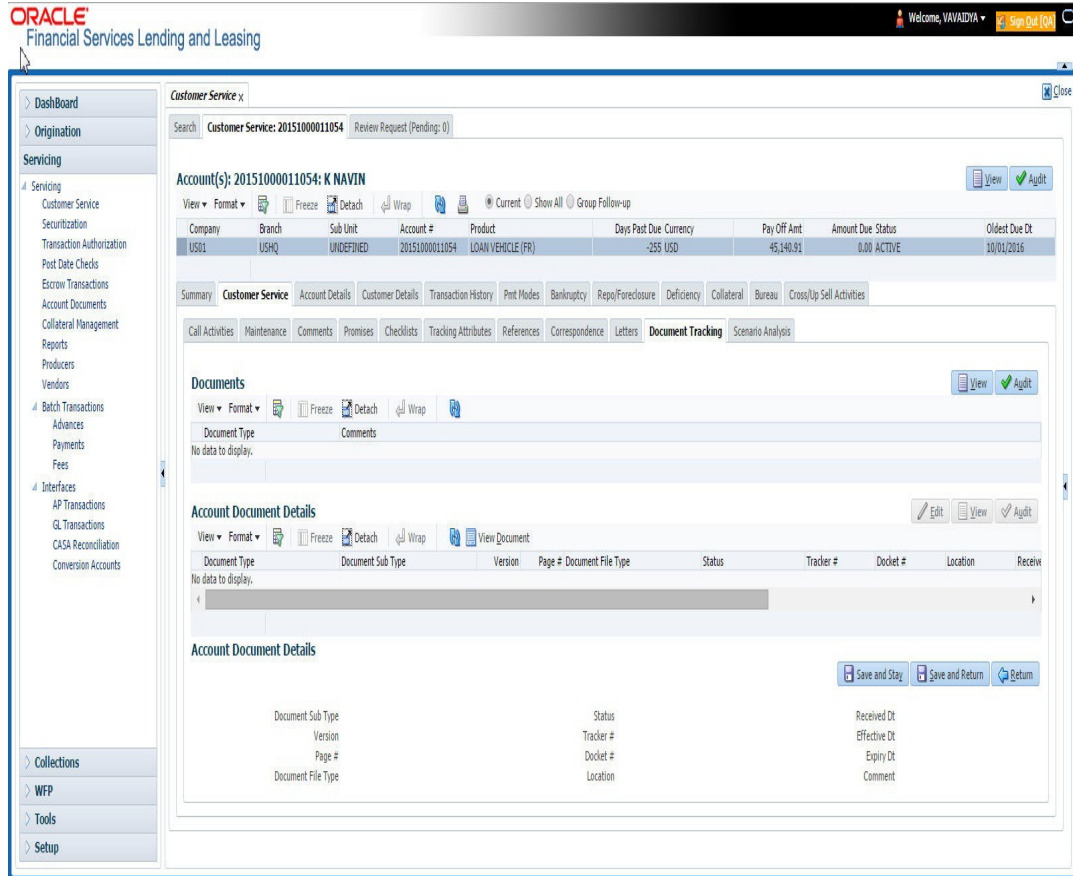 ORACLE'
Financial Services Lending and Leasing
Welcome, VAVAIDYA
Sign Out [QA]
DashBoard
Origination
Servicing
Servicing
Customer Service
Securitization
Transaction Authorization
Post Date Checks
Escrow Transactions
Account Documents
Collateral Management
Reports
Producers
Vendors
Batch Transactions
Advances
Payments
Fees
Interfaces
AP Transactions
GL Transactions
CASA Reconciliation
Conversion Accounts
Collections
WFP
Tools
Setup
Customer Service x
Close
Search Customer Service: 20151000011054 Review Request (Pending: 0)
Account(s): 20151000011054: K NAVIN
View Audit
View Format Freeze Detach Wrap Current Show All Group Follow-up
Company Branch Sub Unit Account # Product Days Past Due Currency Pay Off Amt Amount Due Status Oldest Due Dt
US01 USHQ UNDEFINED 20151000011054 LOAN VEHICLE (FR) -255 USD 45,140.91 0.00 ACTIVE 10/01/2016
Summary Customer Service Account Details Customer Details Transaction History Pmt Modes Bankruptcy Repo/Foreclosure Deficiency Collateral Bureau Cross/Up Sell Activities
Call Activities Maintenance Comments Promises Checklists Tracking Attributes References Correspondence Letters Document Tracking Scenario Analysis
Documents
View Audit
View Format Freeze Detach Wrap
Document Type Comments
No data to display.
Account Document Details
Edit View Audit
View Format Freeze Detach Wrap View Document
Document Type Document Sub Type Version Page # Document File Type Status Tracker # Docket # Location Receive
No data to display.
Account Document Details
Save and Stay Save and Return Return
Document Sub Type Status Received Dt
Version Tracker # Effective Dt
Page # Docket # Expiry Dt
Document File Type Location Comment